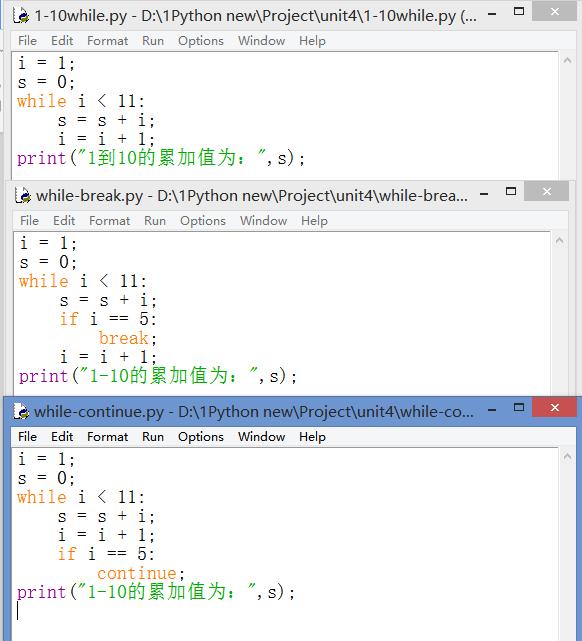 1-10while.py - D:\1Python new\Project\unit4\1-10while.py (...
File Edit Format Run Options Window Help
i = 1;
s = 0;
while i < 11:
    s = s + i;
    i = i + 1;
print("1到10的累加值为：",s);
while-break.py - D:\1Python new\Project\unit4\while-brea...
File Edit Format Run Options Window Help
i = 1;
s = 0;
while i < 11:
    s = s + i;
    if i == 5:
        break;
    i = i + 1;
print("1-10的累加值为：",s);
while-continue.py - D:\1Python new\Project\unit4\while-co...
File Edit Format Run Options Window Help
i = 1;
s = 0;
while i < 11:
    s = s + i;
    i = i + 1;
    if i == 5:
        continue;
print("1-10的累加值为：",s);